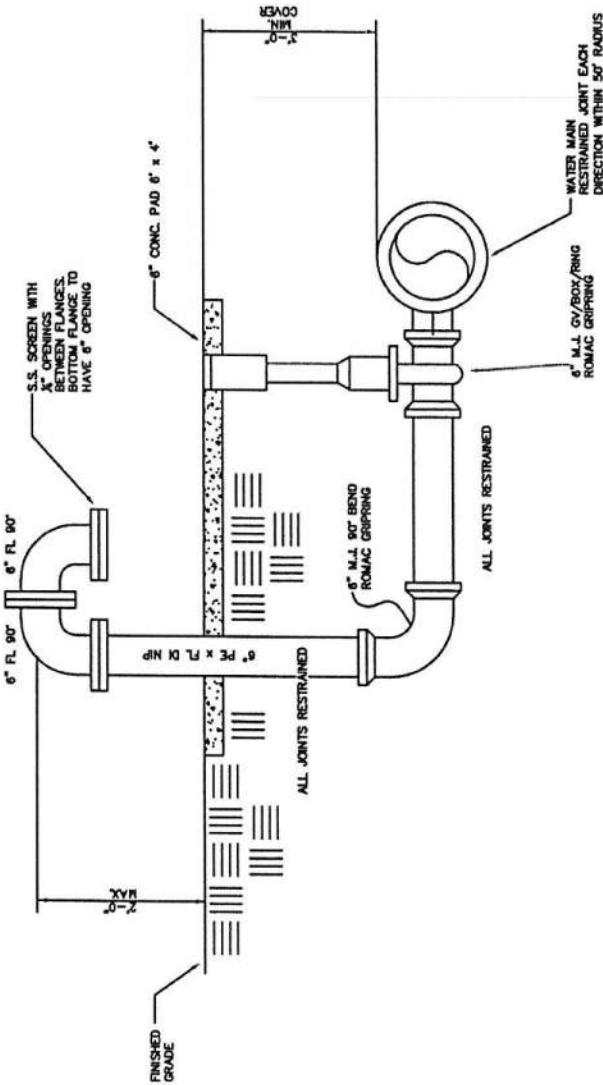 S.S. SCREEN WITH
¼" OPENINGS
BETWEEN FLANGES.
BOTTOM FLANGE TO
HAVE 6" OPENING
6" FL 90°
6" FL 90°
6" CONC. PAD 6' x 4'
3'-0"
MIN.
COVER
2'-0"
MAX.
FINISHED
GRADE
6" PE x FL DI NIP
ALL JOINTS RESTRAINED
6" M.J. 90° BEND
ROMAC GRIPRING
ALL JOINTS RESTRAINED
6" M.J. GV/BOX/RING
ROMAC GRIPRING
WATER MAIN
RESTRAINED JOINT EACH
DIRECTION WITHIN 50' RADIUS